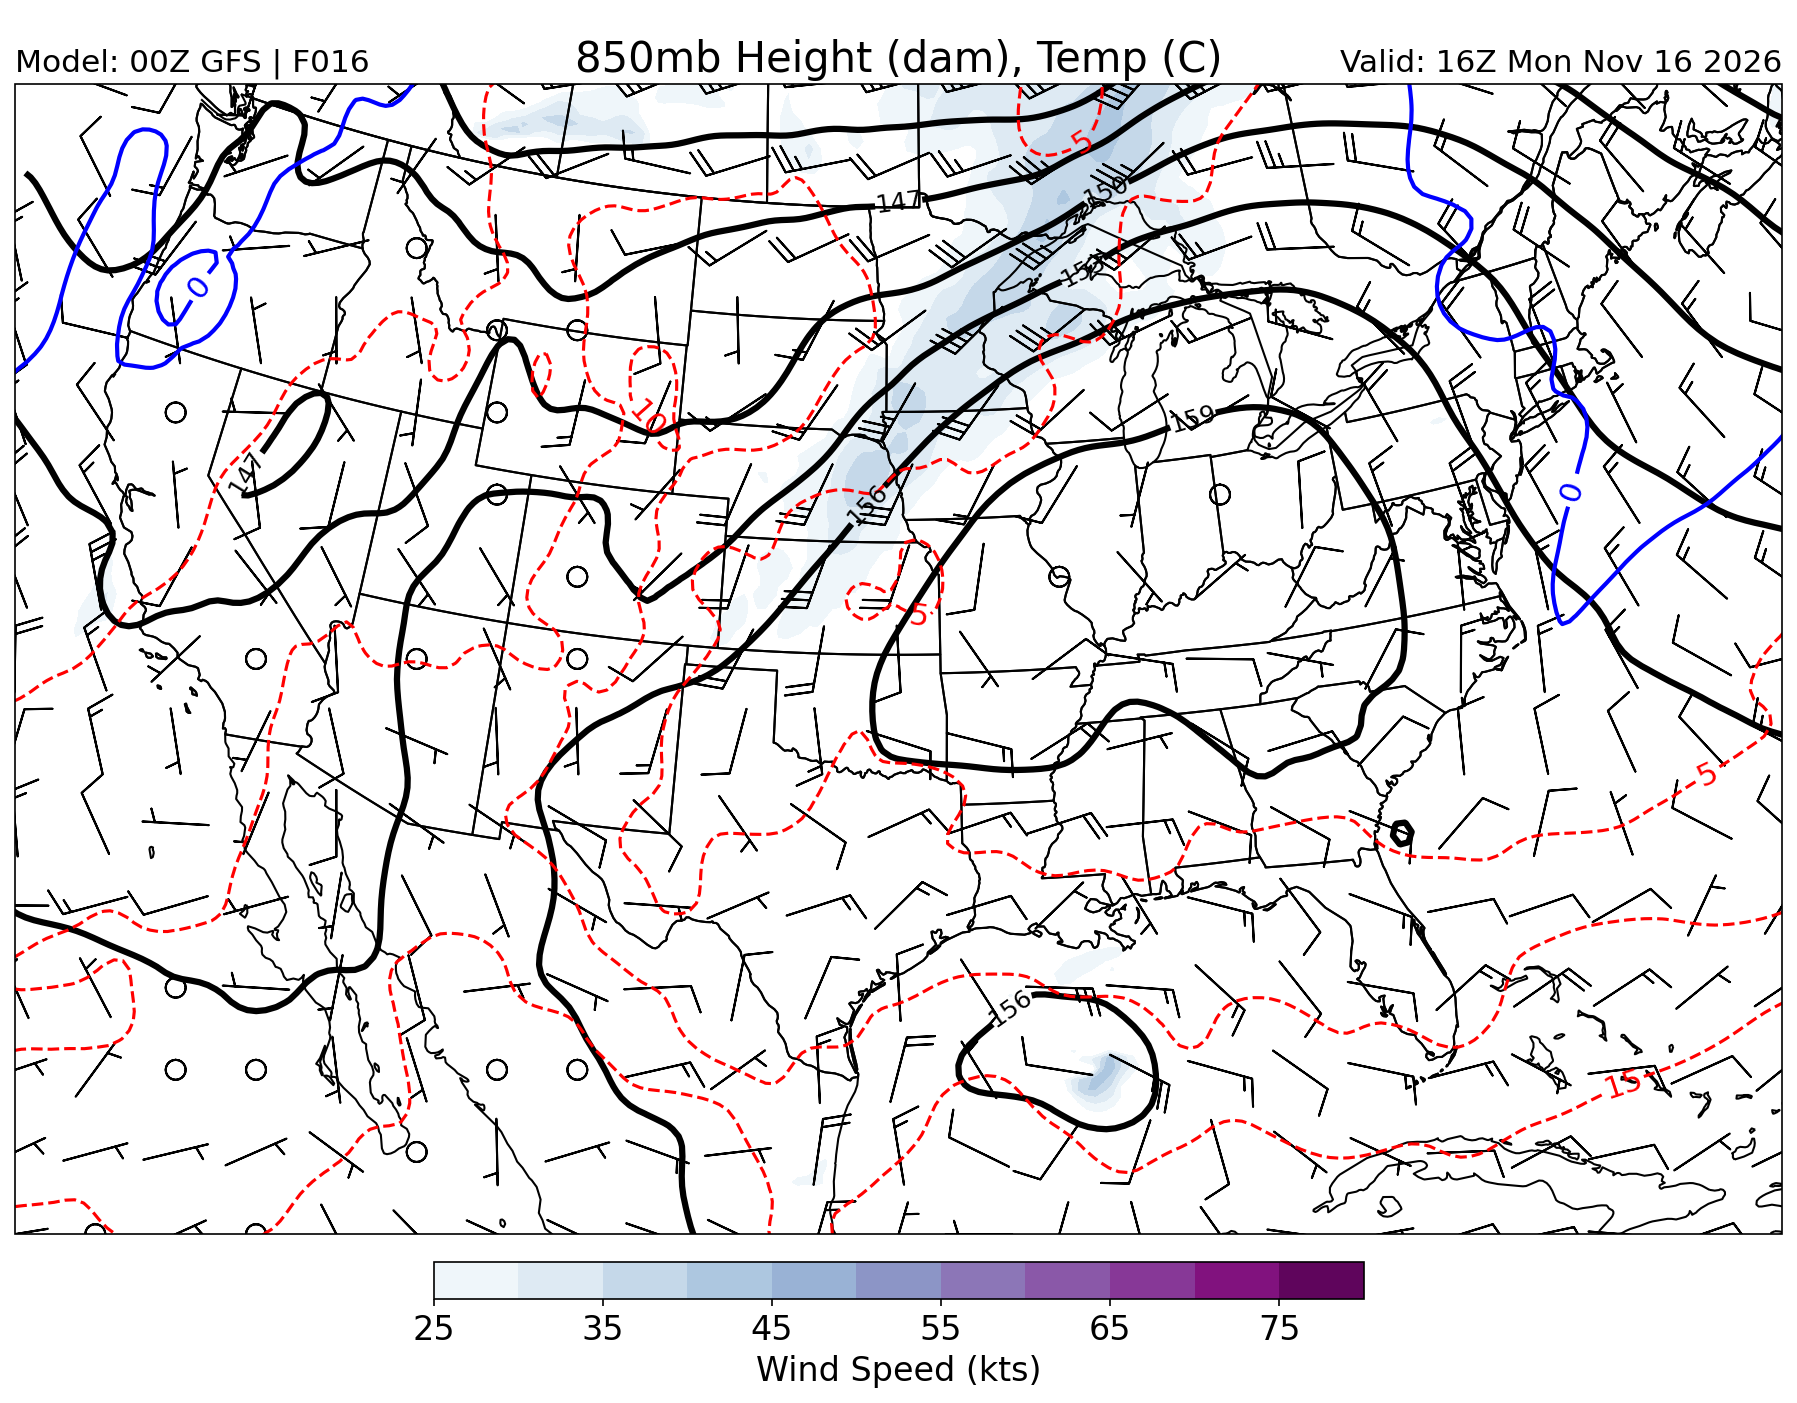 Model: 00Z GFS | F016
850mb Height (dam), Temp (C)
Valid: 16Z Mon Nov 16 2026
5
150
147
153
0
159
10
147
156
0
5
5
156
15
25 35 45 55 65 75
Wind Speed (kts)